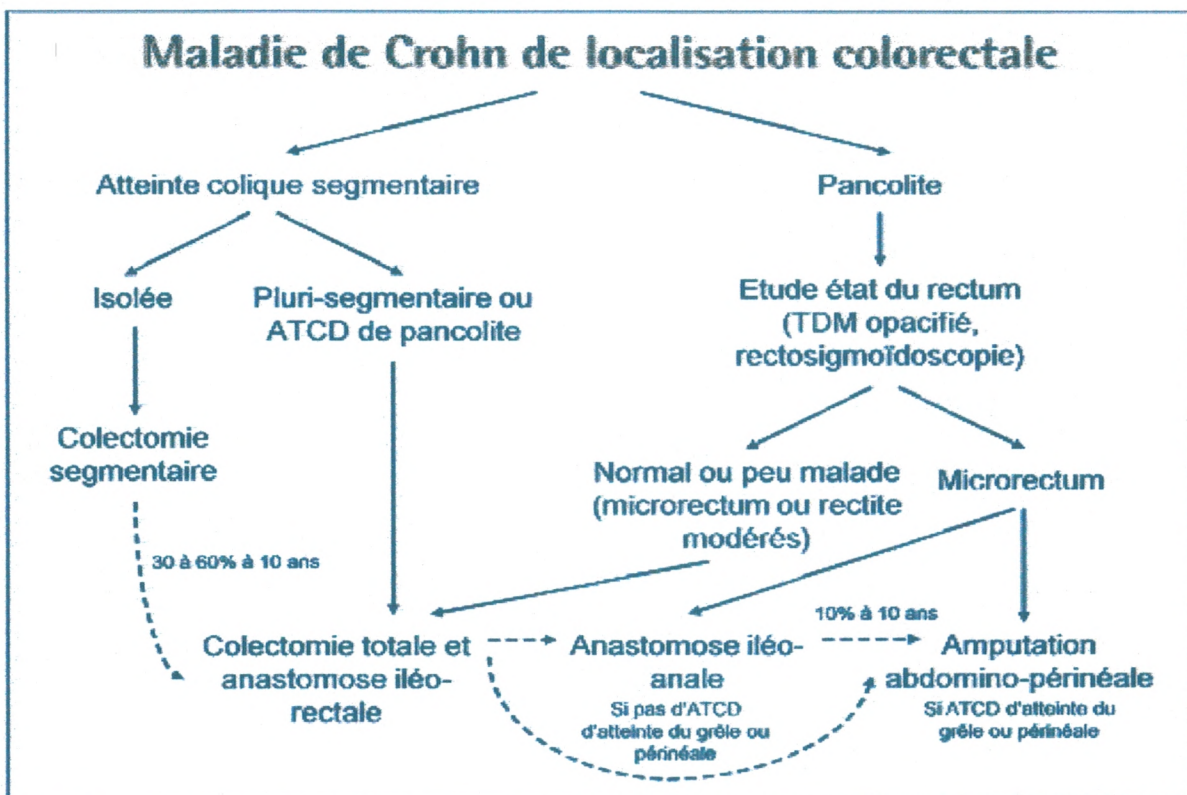 Maladie de Crohn de localisation colorectale
Atteinte colique segmentaire
Pancolite
Isolée
Pluri-segmentaire ou
ATCD de pancolite
Etude état du rectum
(TDM opacifié,
rectosigmoïdoscopie)
Colectomie
segmentaire
Normal ou peu malade
(microrectum ou rectite
modérés)
Microrectum
30 à 60% à 10 ans
10% à 10 ans
Colectomie totale et
anastomose iléo-
rectale
Anastomose iléo-
anale
Si pas d'ATCD
d'atteinte du grêle ou
périnéale
Amputation
abdomino-périnéale
Si ATCD d'atteinte du
grêle ou périnéale